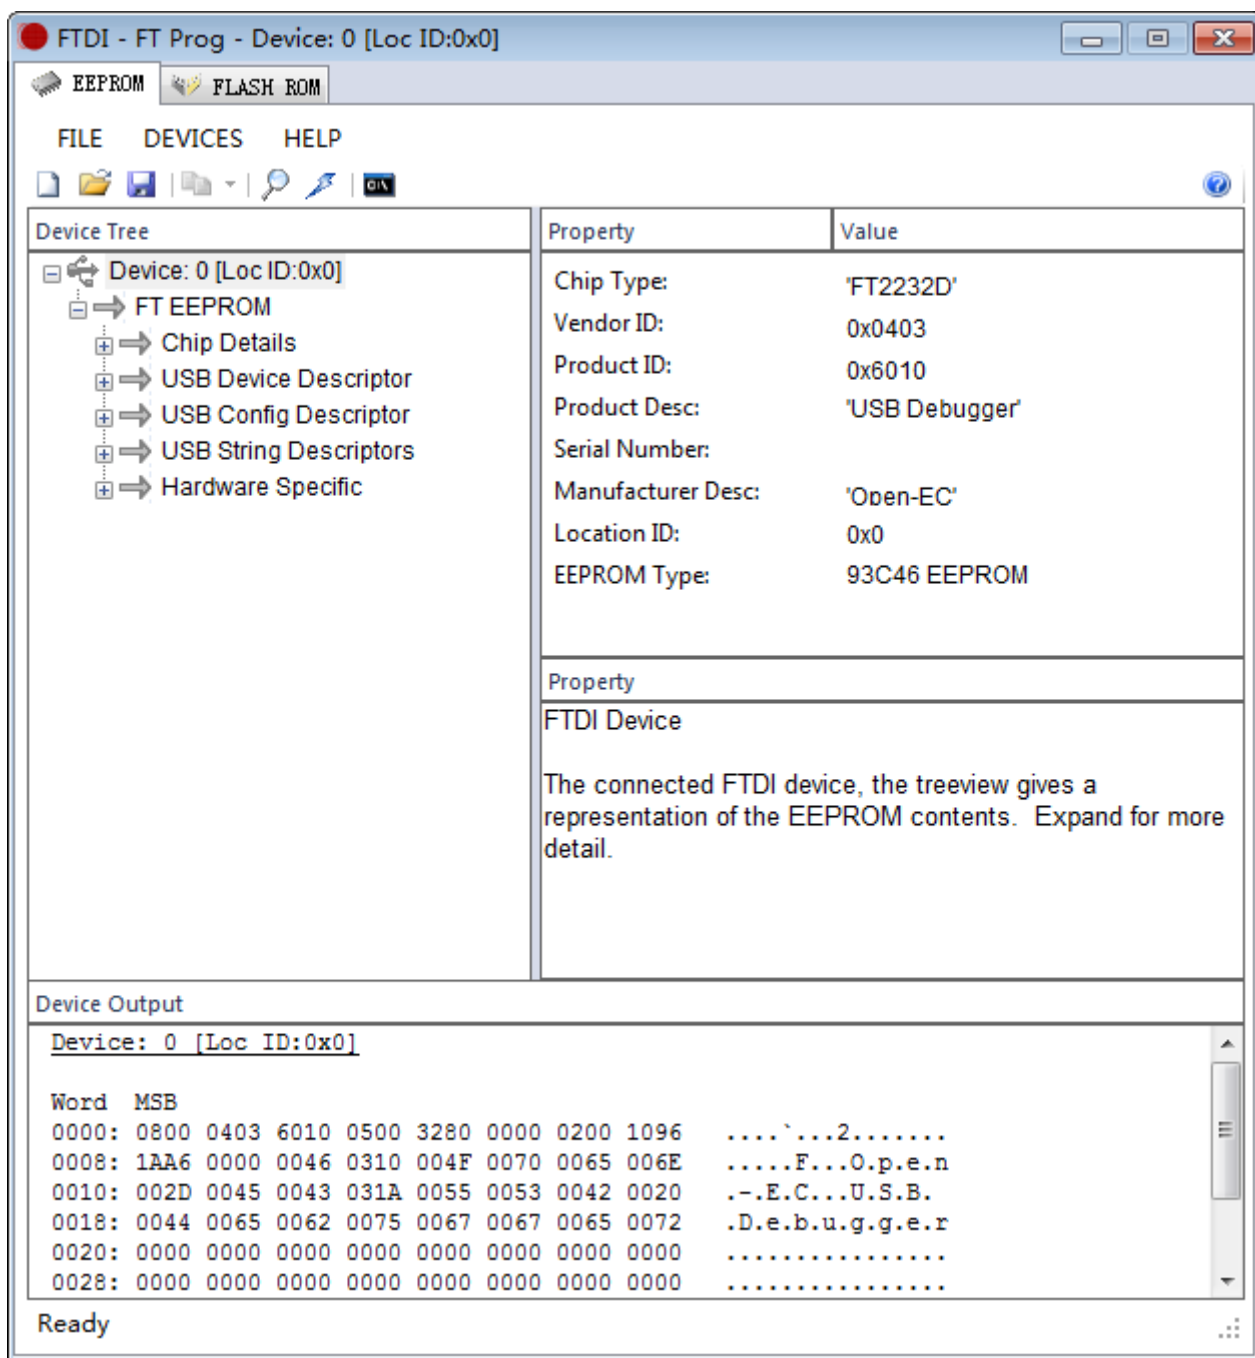 FTDI - FT Prog - Device: 0 [Loc ID:0x0]
EEPROM FLASH ROM
FILE DEVICES HELP
Device Tree
Device: 0 [Loc ID:0x0]
FT EEPROM
Chip Details
USB Device Descriptor
USB Config Descriptor
USB String Descriptors
Hardware Specific
Property Value
Chip Type: 'FT2232D'
Vendor ID: 0x0403
Product ID: 0x6010
Product Desc: 'USB Debugger'
Serial Number:
Manufacturer Desc: 'Open-EC'
Location ID: 0x0
EEPROM Type: 93C46 EEPROM
Property
FTDI Device
The connected FTDI device, the treeview gives a
representation of the EEPROM contents.  Expand for more
detail.
Device Output
Device: 0 [Loc ID:0x0]
Word MSB
0000: 0800 0403 6010 0500 3280 0000 0200 1096 ....`...2.......
0008: 1AA6 0000 0046 0310 004F 0070 0065 006E .....F...O.p.e.n
0010: 002D 0045 0043 031A 0055 0053 0042 0020 .-.E.C...U.S.B.
0018: 0044 0065 0062 0075 0067 0067 0065 0072 .D.e.b.u.g.g.e.r
0020: 0000 0000 0000 0000 0000 0000 0000 0000 ................
0028: 0000 0000 0000 0000 0000 0000 0000 0000 ................
Ready